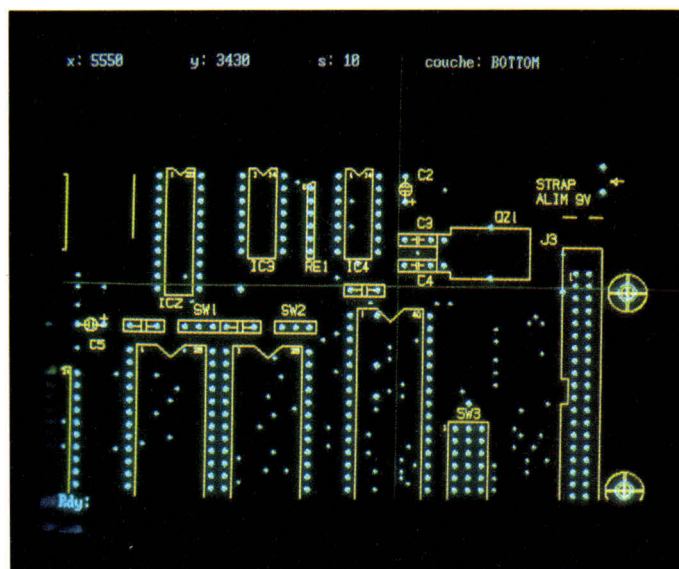 x: 5550 y: 3430 s: 10 couche: BOTTOM
C2
STRAP
ALIM 9V
C3
QZ1
J3
IC3
RE1
IC4
C4
IC2
SW1
SW2
C5
SW3
Rdy: